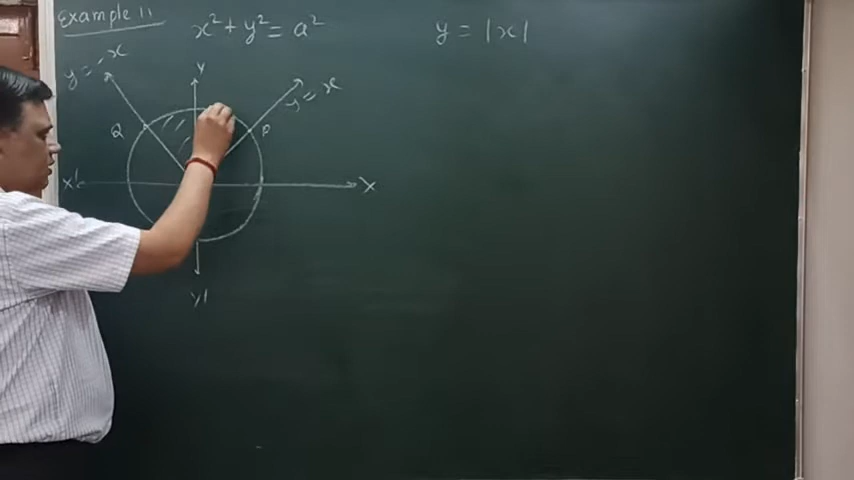 Example 11
x² + y² = a²
y = |x|
y = -x
Y
y = x
Q
P
X'
X
Y'